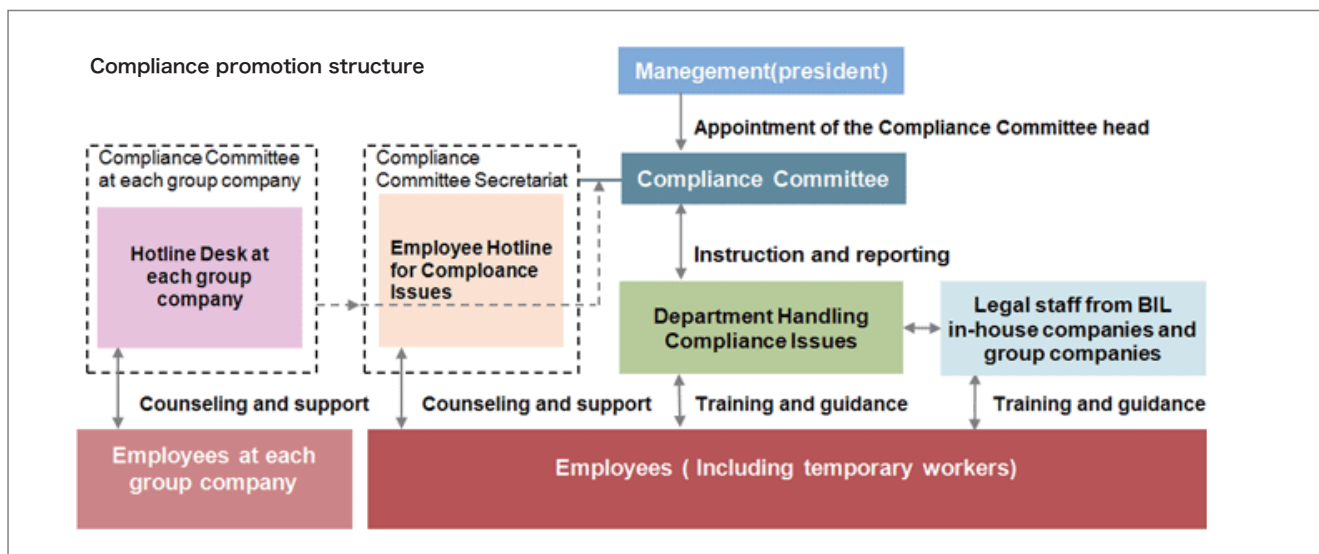 Compliance promotion structure
Manegement(president)
Appointment of the Compliance Committee head
Compliance Committee
at each group company
Compliance
Committee Secretariat
Compliance Committee
Hotline Desk at
each group
company
Employee Hotline
for Comploance
Issues
Instruction and reporting
Department Handling
Compliance Issues
Legal staff from BIL
in-house companies and
group companies
Counseling and support
Counseling and support
Training and guidance
Training and guidance
Employees at each
group company
Employees ( Including temporary workers)